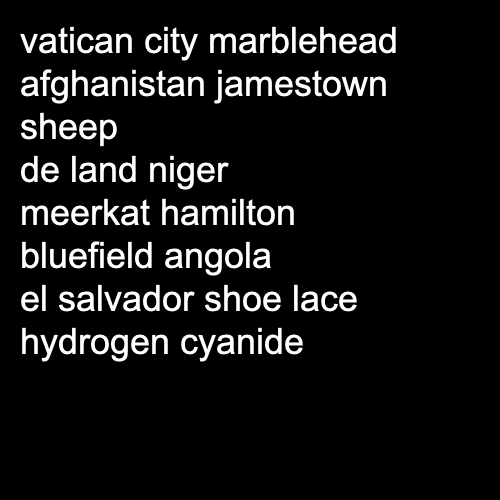 vatican city marblehead
afghanistan jamestown
sheep
de land niger
meerkat hamilton
bluefield angola
el salvador shoe lace
hydrogen cyanide